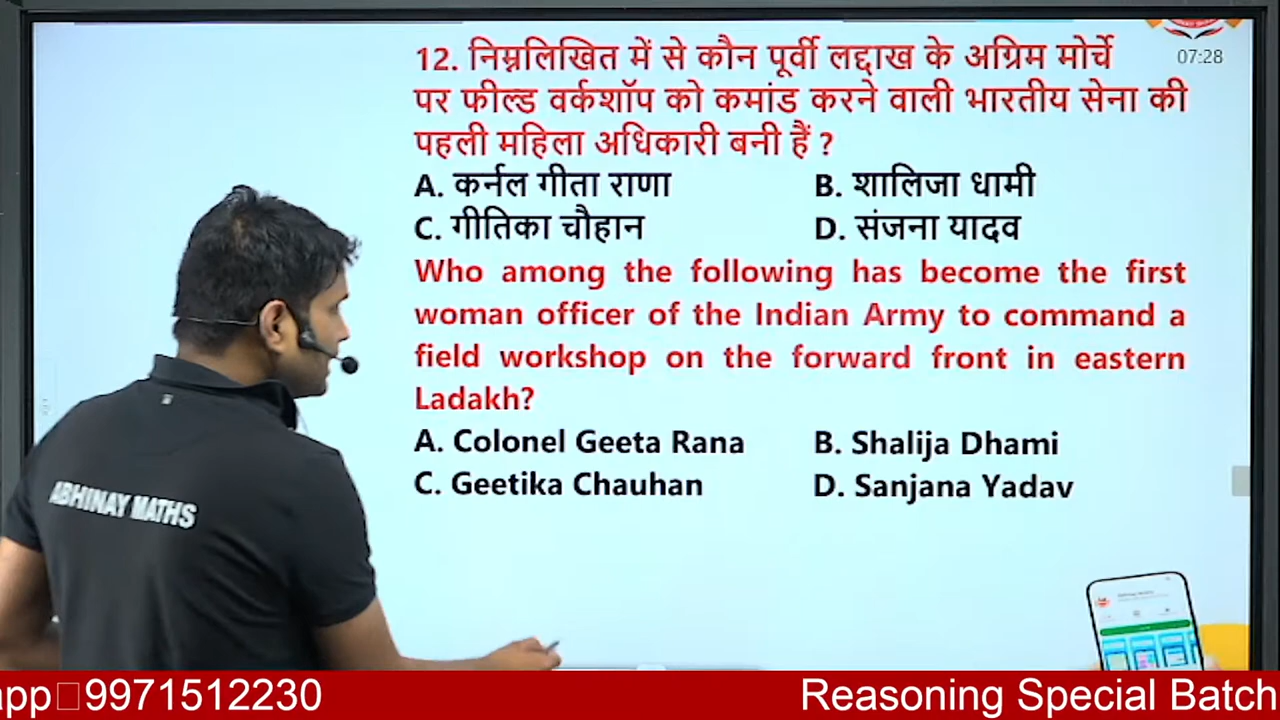 07:28
12. निम्नलिखित में से कौन पूर्वी लद्दाख के अग्रिम मोर्चे
पर फील्ड वर्कशॉप को कमांड करने वाली भारतीय सेना की
पहली महिला अधिकारी बनी हैं ?
A. कर्नल गीता राणा B. शालिजा धामी
C. गीतिका चौहान D. संजना यादव
Who among the following has become the first
woman officer of the Indian Army to command a
field workshop on the forward front in eastern
Ladakh?
A. Colonel Geeta Rana B. Shalija Dhami
C. Geetika Chauhan D. Sanjana Yadav
ABHINAY MATHS
app 9971512230 Reasoning Special Batch